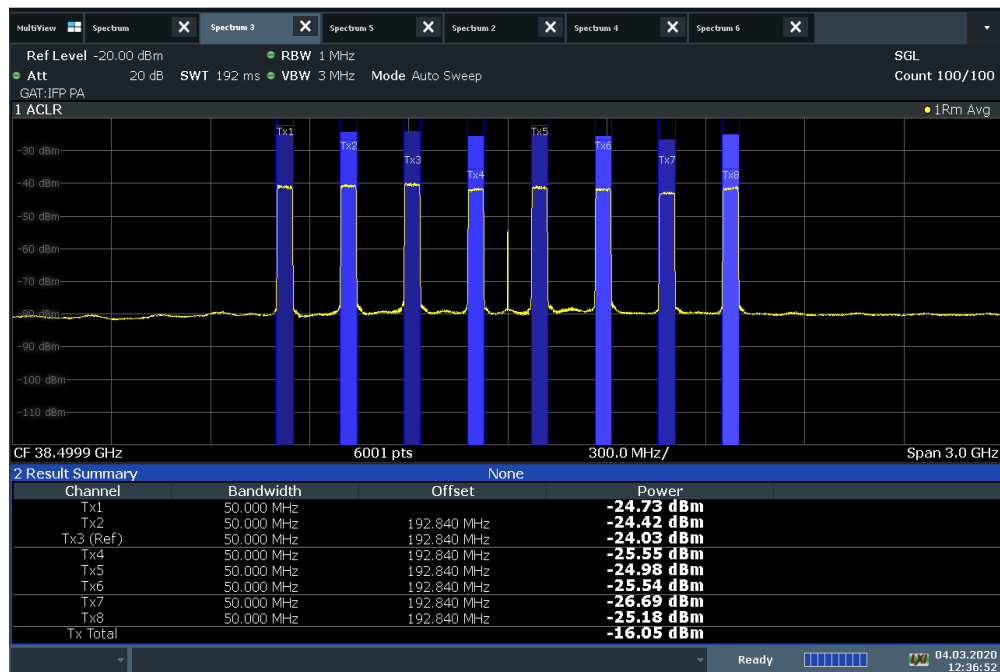 MultiView Spectrum Spectrum 3 Spectrum 5 Spectrum 2 Spectrum 4 Spectrum 6
Ref Level -20.00 dBm RBW 1 MHz SGL
Att 20 dB SWT 192 ms VBW 3 MHz Mode Auto Sweep Count 100/100
GAT:IFP PA
1 ACLR 1Rm Avg
Tx1 Tx5
Tx2 Tx6
-30 dBm
Tx3 Tx7
Tx4 Tx8
-40 dBm
-50 dBm
-60 dBm
-70 dBm
-80 dBm
-90 dBm
-100 dBm
-110 dBm
CF 38.4999 GHz 6001 pts 300.0 MHz/ Span 3.0 GHz
2 Result Summary None
Channel Bandwidth Offset Power
Tx1 50.000 MHz -24.73 dBm
Tx2 50.000 MHz 192.840 MHz -24.42 dBm
Tx3 (Ref) 50.000 MHz 192.840 MHz -24.03 dBm
Tx4 50.000 MHz 192.840 MHz -25.55 dBm
Tx5 50.000 MHz 192.840 MHz -24.98 dBm
Tx6 50.000 MHz 192.840 MHz -25.54 dBm
Tx7 50.000 MHz 192.840 MHz -26.69 dBm
Tx8 50.000 MHz 192.840 MHz -25.18 dBm
Tx Total -16.05 dBm
Ready LXI 04.03.2020
12:36:52